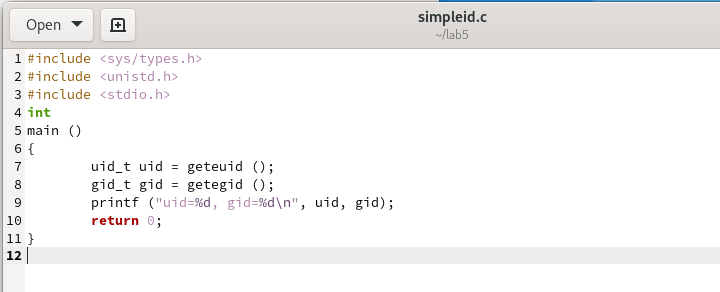 Open
simpleid.c
~/lab5
1 #include <sys/types.h>
2 #include <unistd.h>
3 #include <stdio.h>
4 int
5 main ()
6 {
7         uid_t uid = geteuid ();
8         gid_t gid = getegid ();
9         printf ("uid=%d, gid=%d\n", uid, gid);
10         return 0;
11 }
12